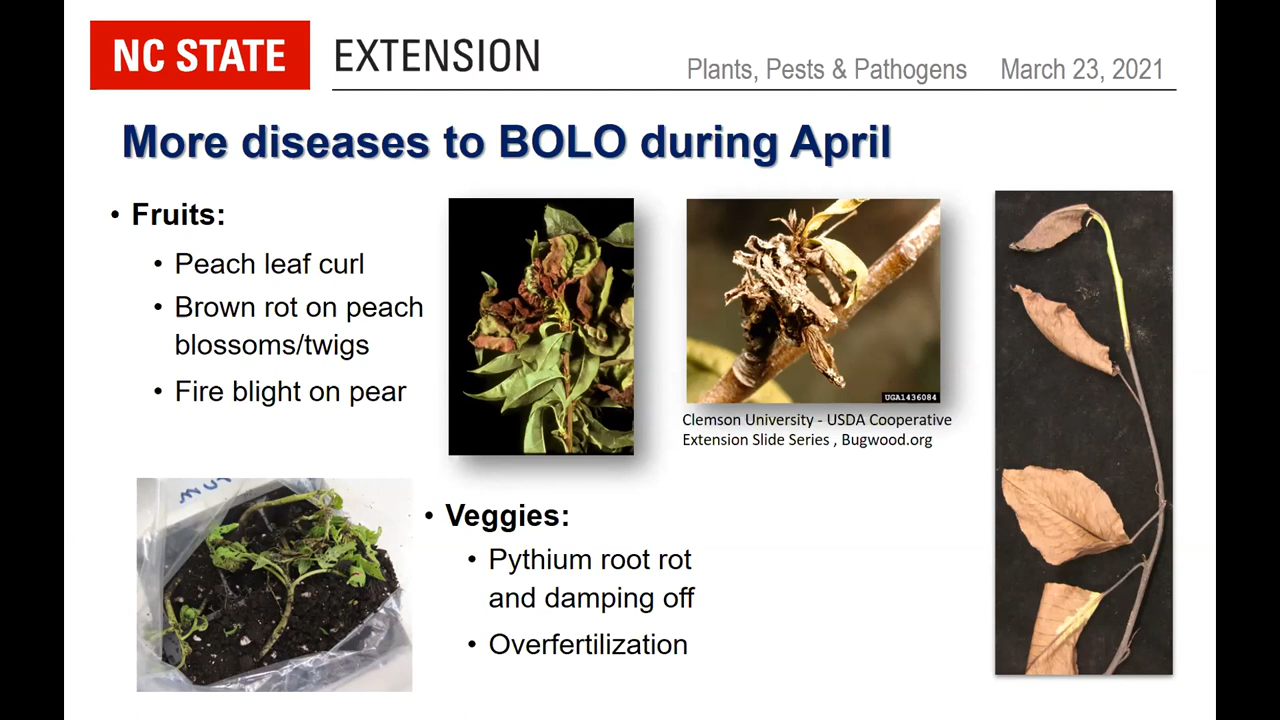 NC STATE EXTENSION
Plants, Pests & Pathogens March 23, 2021
More diseases to BOLO during April
• Fruits:
• Peach leaf curl
• Brown rot on peach
blossoms/twigs
• Fire blight on pear
UGA1436084
Clemson University - USDA Cooperative
Extension Slide Series , Bugwood.org
• Veggies:
• Pythium root rot
and damping off
• Overfertilization